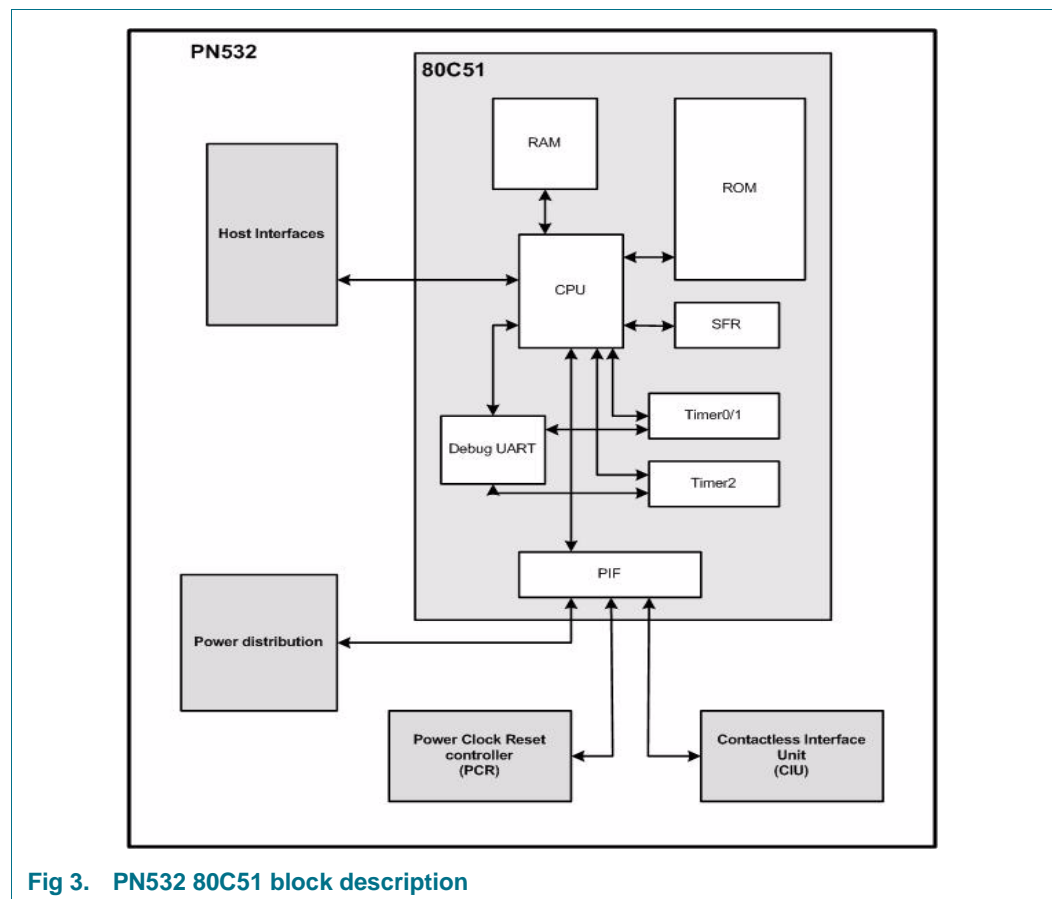 PN532
80C51
RAM
ROM
Host Interfaces
CPU
SFR
Timer0/1
Debug UART
Timer2
PIF
Power distribution
Power Clock Reset
controller
(PCR)
Contactless Interface
Unit
(CIU)
Fig 3. PN532 80C51 block description